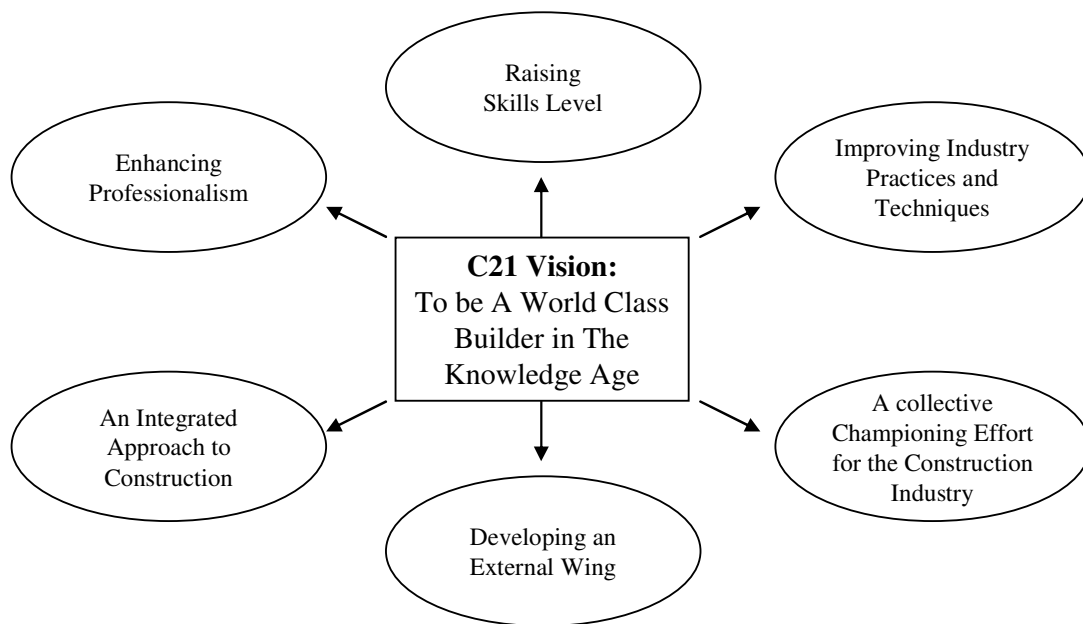 Raising
Skills Level
Enhancing
Professionalism
Improving Industry
Practices and
Techniques
C21 Vision:
To be A World Class
Builder in The
Knowledge Age
An Integrated
Approach to
Construction
A collective
Championing Effort
for the Construction
Industry
Developing an
External Wing